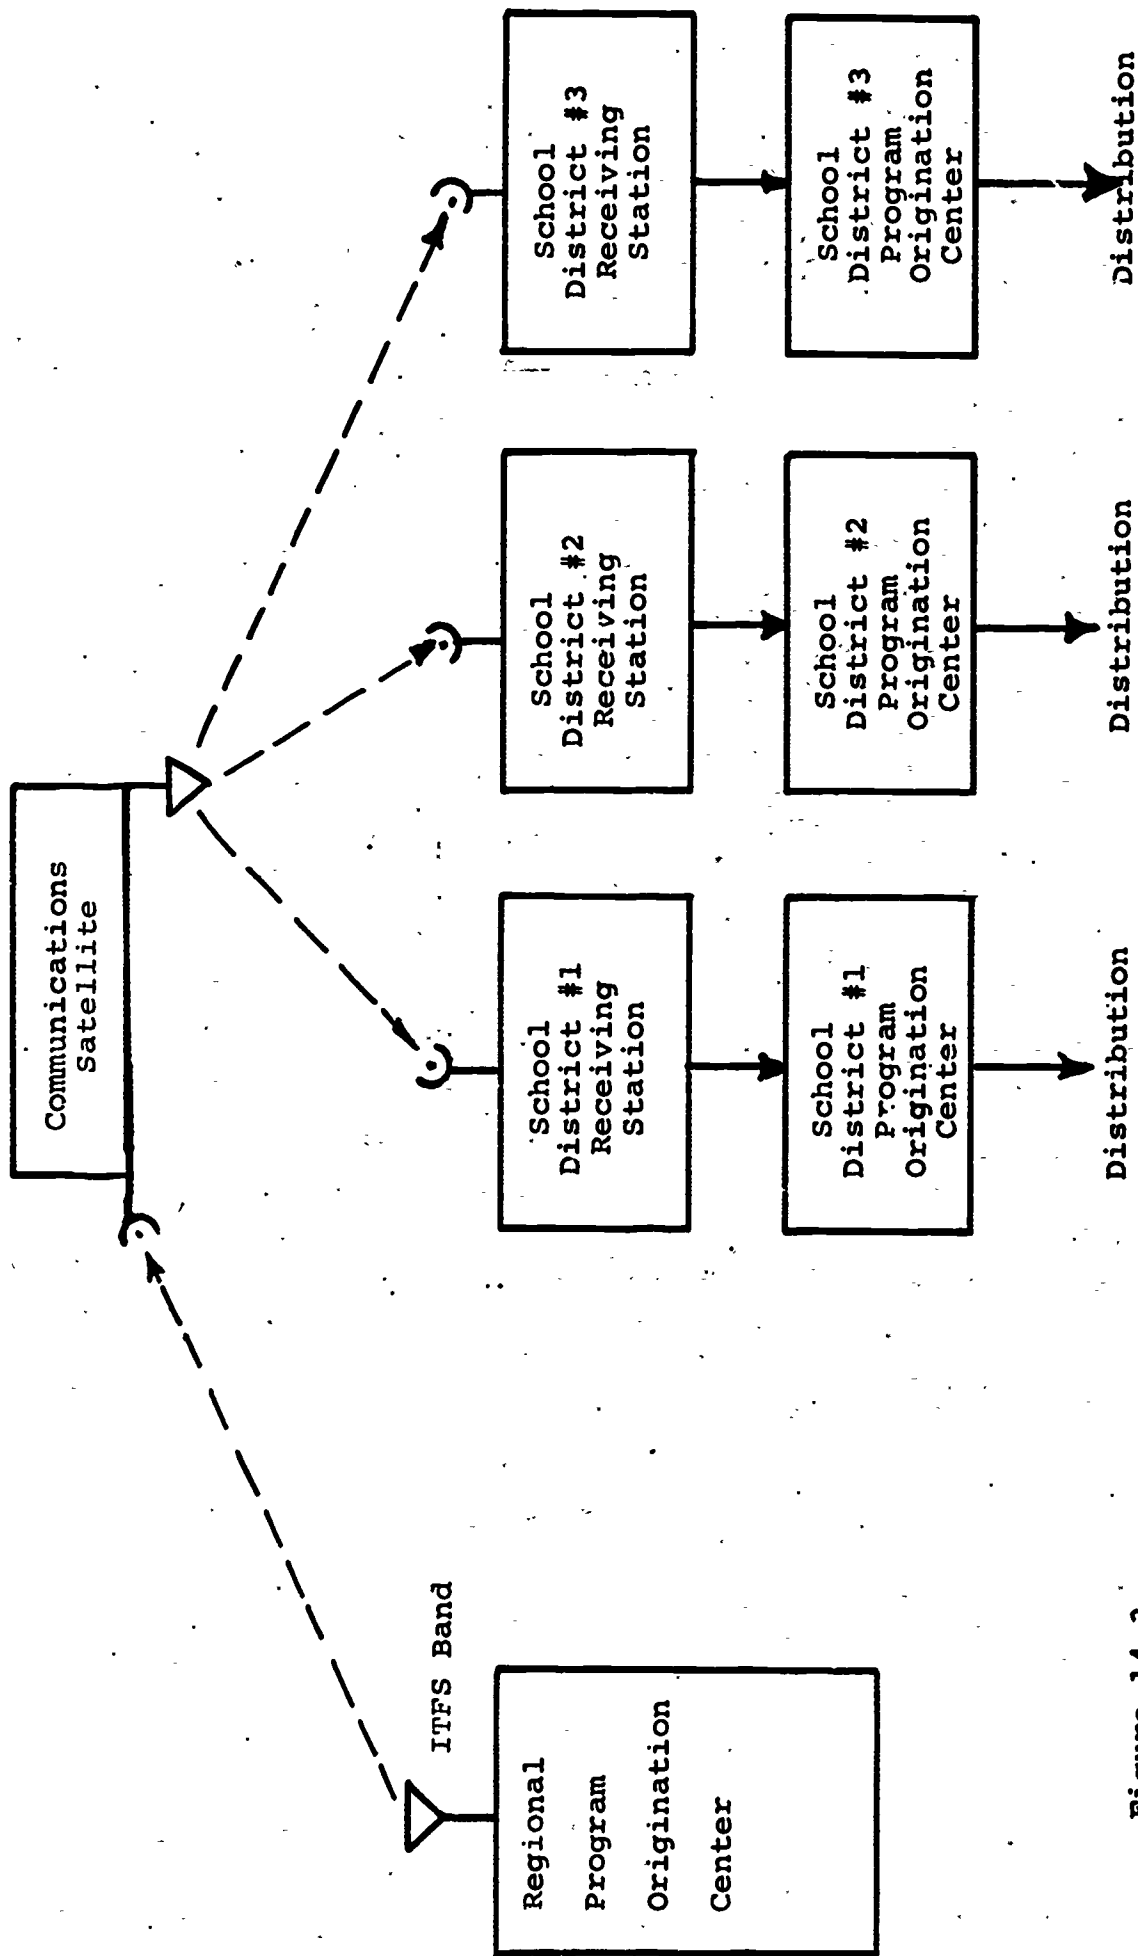 Communications
Satellite
ITFS Band
Regional
Program
Origination
Center
School
District #1
Receiving
Station
School
District #2
Receiving
Station
School
District #3
Receiving
Station
School
District #1
Program
Origination
Center
School
District #2
Program
Origination
Center
School
District #3
Program
Origination
Center
Distribution
Distribution
Distribution